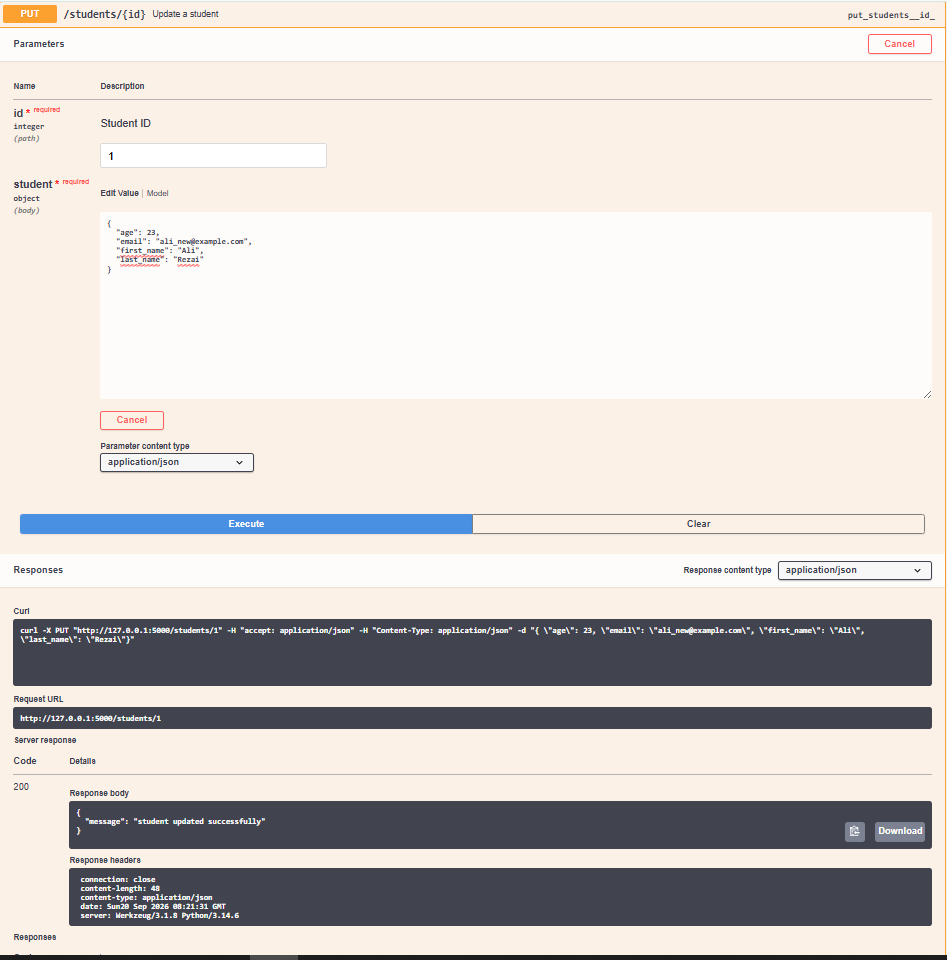 PUT /students/{id} Update a student put_students__id_
Parameters Cancel
Name Description
id * required
integer
(path)
Student ID
1
student * required
object
(body)
Edit Value | Model
{
  "age": 23,
  "email": "ali_new@example.com",
  "first_name": "Ali",
  "last_name": "Rezai"
}
Cancel
Parameter content type
application/json
Execute Clear
Responses Response content type application/json
Curl
curl -X PUT "http://127.0.0.1:5000/students/1" -H "accept: application/json" -H "Content-Type: application/json" -d "{ \"age\": 23, \"email\": \"ali_new@example.com\", \"first_name\": \"Ali\",
\"last_name\": \"Rezai\"}"
Request URL
http://127.0.0.1:5000/students/1
Server response
Code Details
200
Response body
{
  "message": "student updated successfully"
}
Download
Response headers
connection: close
content-length: 48
content-type: application/json
date: Sun20 Sep 2026 08:21:31 GMT
server: Werkzeug/3.1.8 Python/3.14.6
Responses